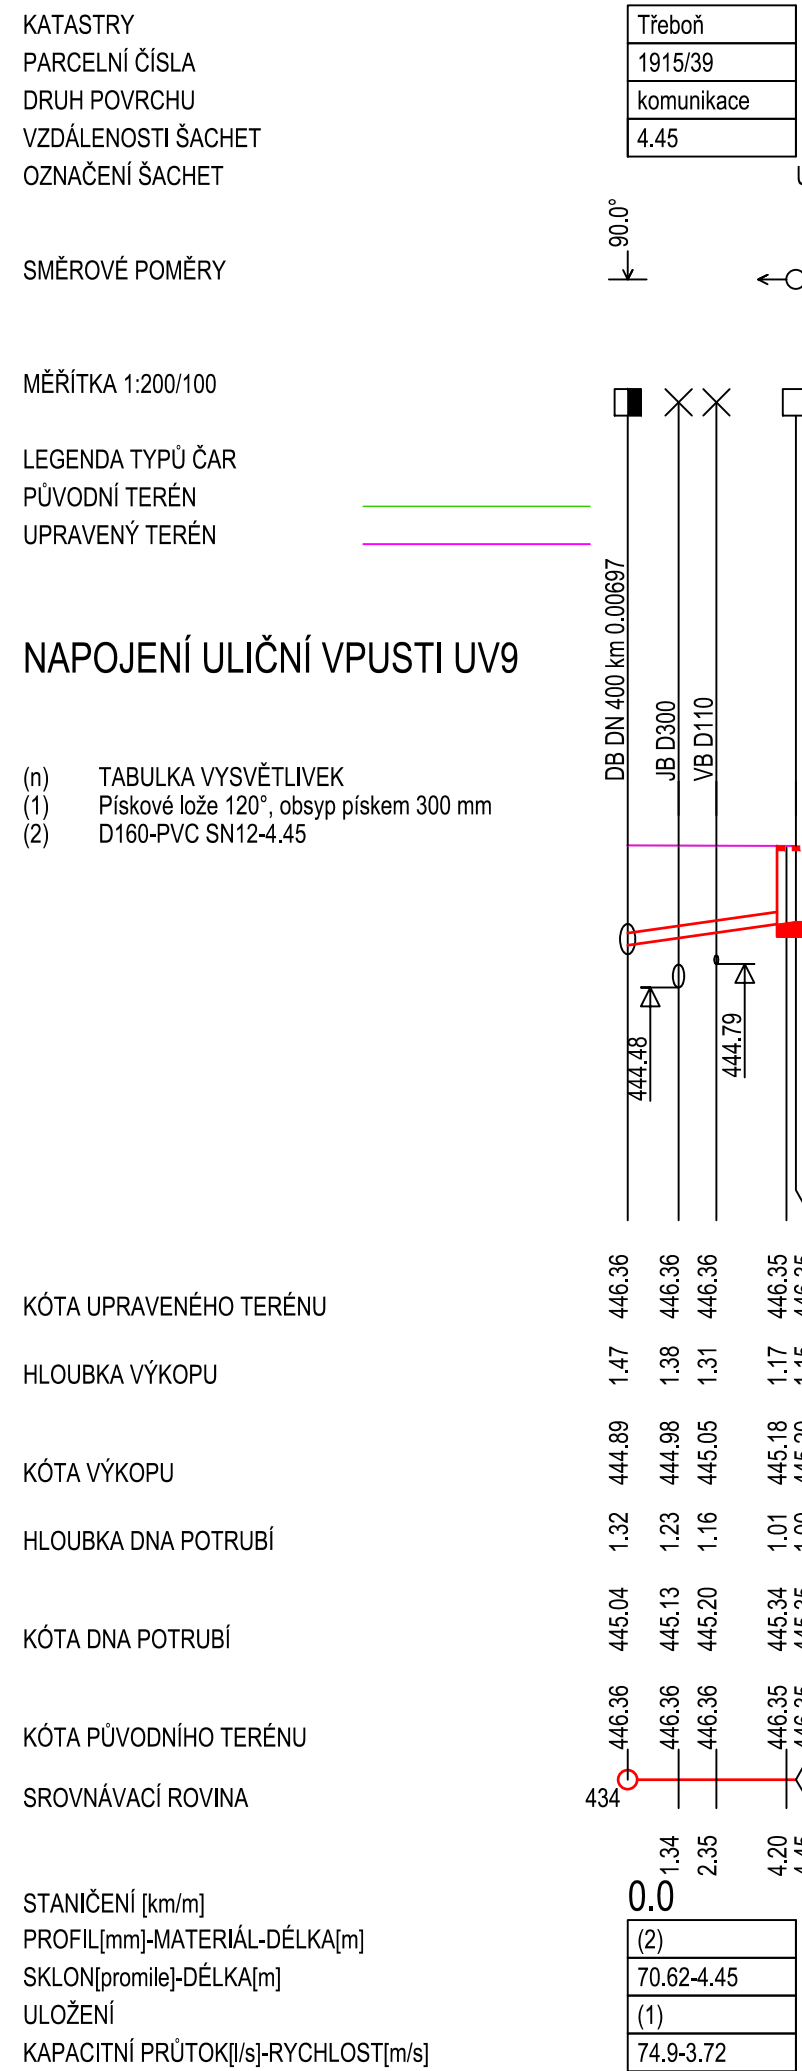 KATASTRY Třeboň
PARCELNÍ ČÍSLA 1915/39
DRUH POVRCHU komunikace
VZDÁLENOSTI ŠACHET 4.45
OZNAČENÍ ŠACHET
90.0°
SMĚROVÉ POMĚRY
MĚŘÍTKA 1:200/100
LEGENDA TYPŮ ČAR
PŮVODNÍ TERÉN
UPRAVENÝ TERÉN
DB DN 400 km 0.00697
JB D300
VB D110
NAPOJENÍ ULIČNÍ VPUSTI UV9
(n) TABULKA VYSVĚTLIVEK
(1) Pískové lože 120°, obsyp pískem 300 mm
(2) D160-PVC SN12-4.45
444.48
444.79
KÓTA UPRAVENÉHO TERÉNU 446.36 446.36 446.36 446.35
HLOUBKA VÝKOPU 1.47 1.38 1.31 1.17
KÓTA VÝKOPU 444.89 444.98 445.05 445.18
HLOUBKA DNA POTRUBÍ 1.32 1.23 1.16 1.01
KÓTA DNA POTRUBÍ 445.04 445.13 445.20 445.34
KÓTA PŮVODNÍHO TERÉNU 446.36 446.36 446.36 446.35
SROVNÁVACÍ ROVINA 434
1.34 2.35 4.20
STANIČENÍ [km/m] 0.0
PROFIL[mm]-MATERIÁL-DÉLKA[m] (2)
SKLON[promile]-DÉLKA[m] 70.62-4.45
ULOŽENÍ (1)
KAPACITNÍ PRŮTOK[l/s]-RYCHLOST[m/s] 74.9-3.72